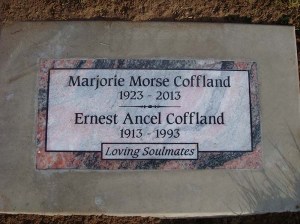 Marjorie Morse Coffland
1923 - 2013
Ernest Ancel Coffland
1913 - 1993
Loving Soulmates